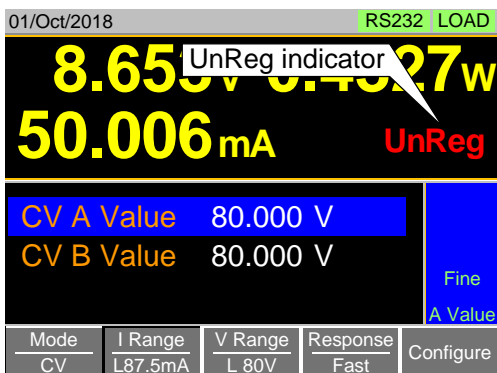 01/Oct/2018 RS232 LOAD
UnReg indicator
8.653V 27W
50.006mA UnReg
CV A Value 80.000 V
CV B Value 80.000 V
Fine
A Value
Mode I Range V Range Response Configure
CV L87.5mA L 80V Fast